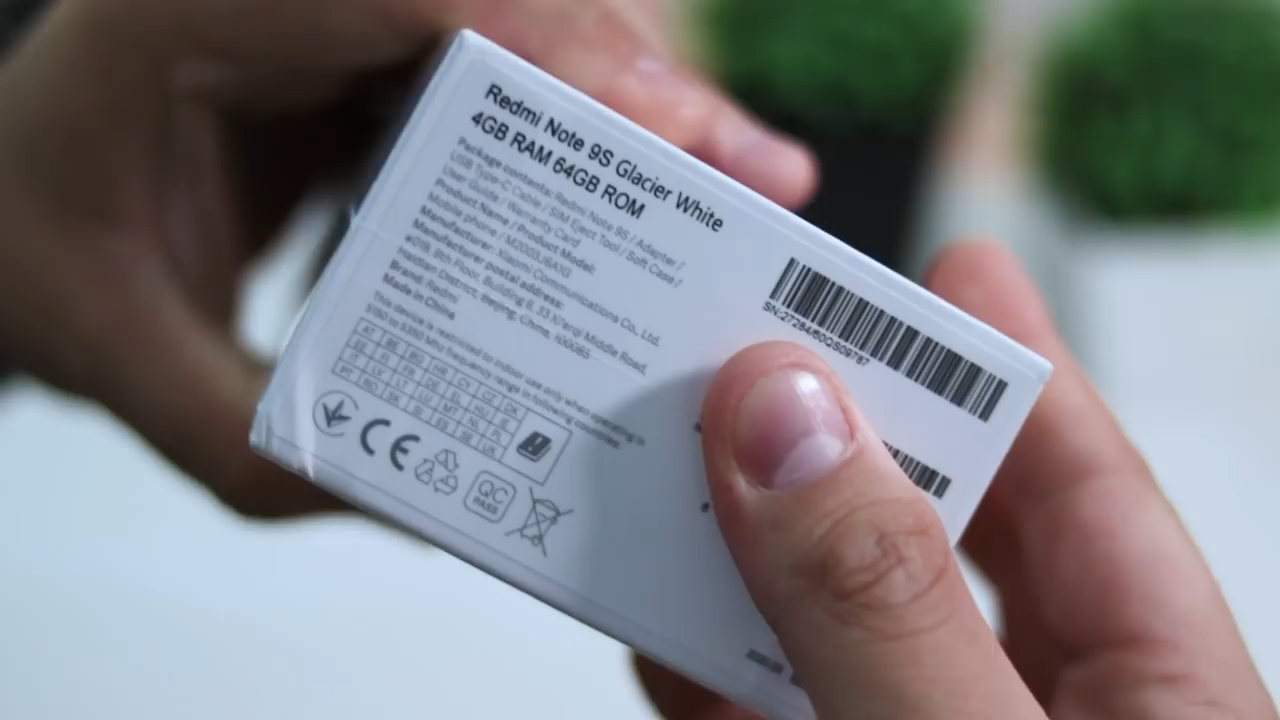 Redmi Note 9S Glacier White
4GB RAM 64GB ROM
Package contents: Redmi Note 9S / Adapter /
USB Type-C Cable / SIM Eject Tool / Soft Case /
User Guide / Warranty Card
Product Name / Product Model:
Mobile phone / M2003J6A1G
Manufacturer: Xiaomi Communications Co., Ltd.
Manufacturer postal address:
#019, 9th Floor, Building 6, 33 Xi'erqi Middle Road,
Haidian District, Beijing, China, 100085
Brand: Redmi
Made in China
This device is restricted to indoor use only when operating in
5150 to 5350 Mhz frequency range in following countries:
AT BE BG HR CY CZ DK
EE FI FR DE EL HU IE
IT LV LT LU MT NL PL
PT RO SK SI ES SE UK
CE
QC
PASS
SN:27284/60QS09787
6